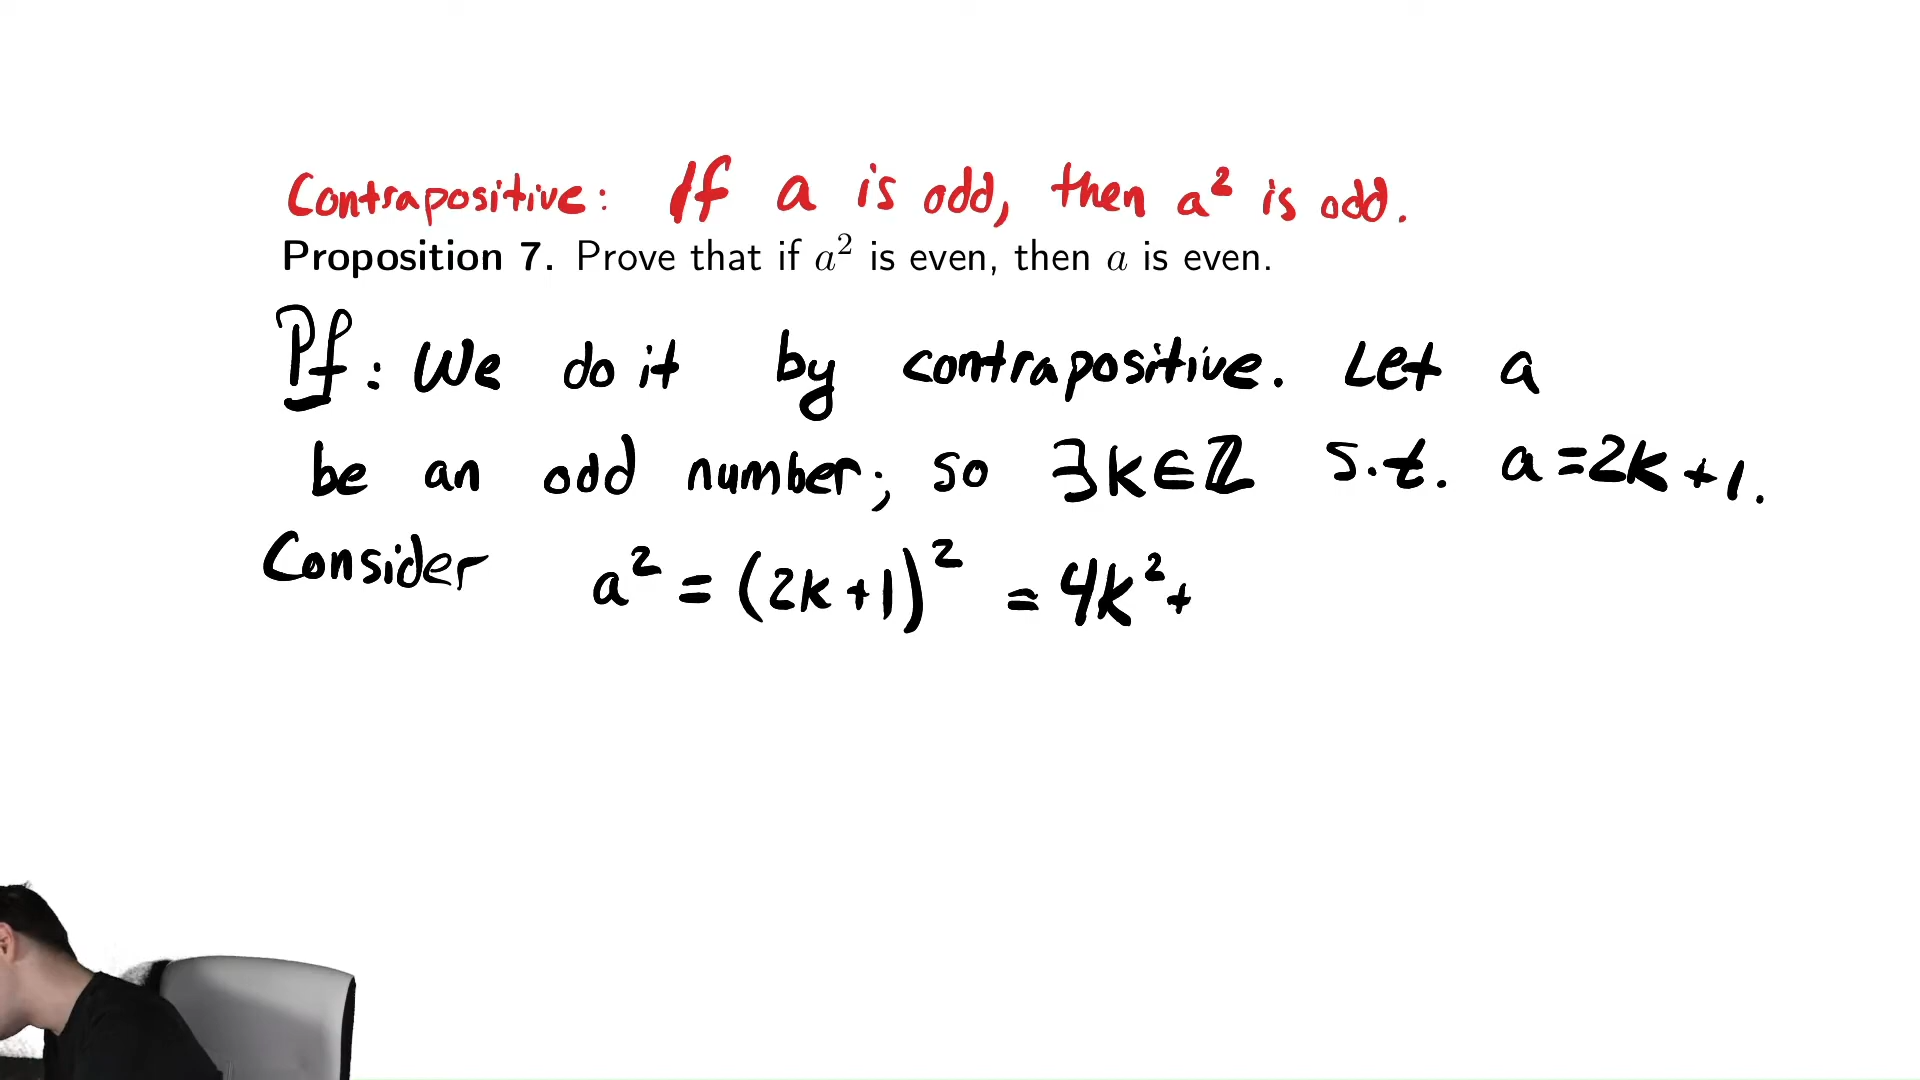 Contrapositive: If a is odd, then a² is odd.
Proposition 7. Prove that if a² is even, then a is even.
Pf: We do it by contrapositive. Let a
be an odd number; so ∃k∈ℤ s.t. a=2k+1.
Consider a² = (2k+1)² = 4k²+